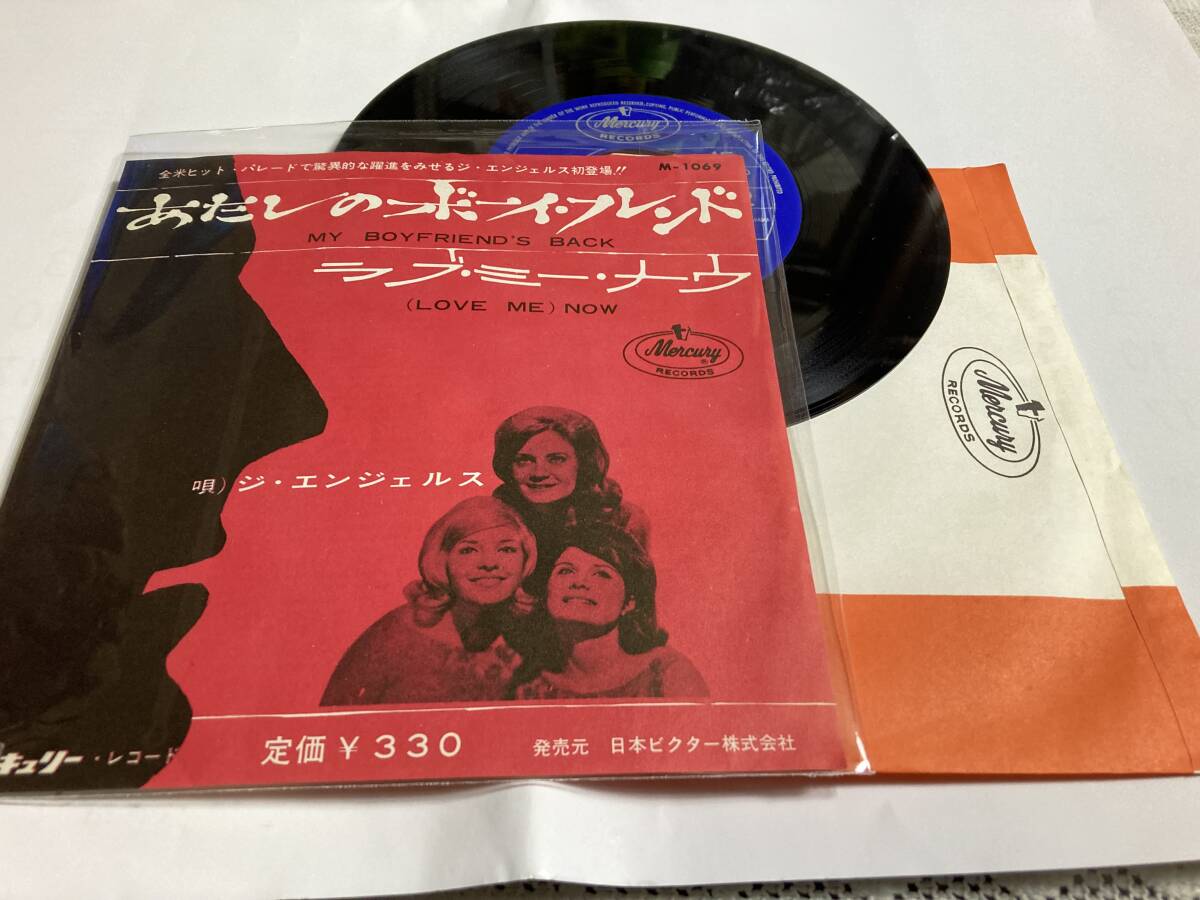 全米ヒット・パレードで驚異的な躍進をみせるジ・エンジェルス初登場!!
M-1069
あたしのボーイ・フレンド
MY BOYFRIEND'S BACK
ラブ・ミー・ナウ
(LOVE ME) NOW
Mercury
RECORDS
唄) ジ・エンジェルス
キュリー・レコード
定価 ¥ 330
発売元 日本ビクター株式会社
Mercury
RECORDS
Mercury
RECORDS